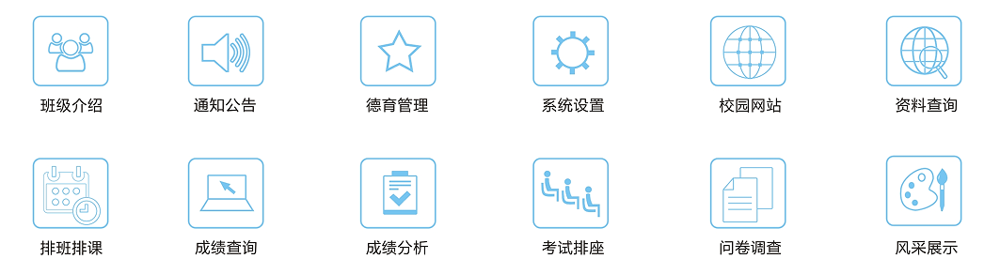 班级介绍
通知公告
德育管理
系统设置
校园网站
资料查询
排班排课
成绩查询
成绩分析
考试排座
问卷调查
风采展示